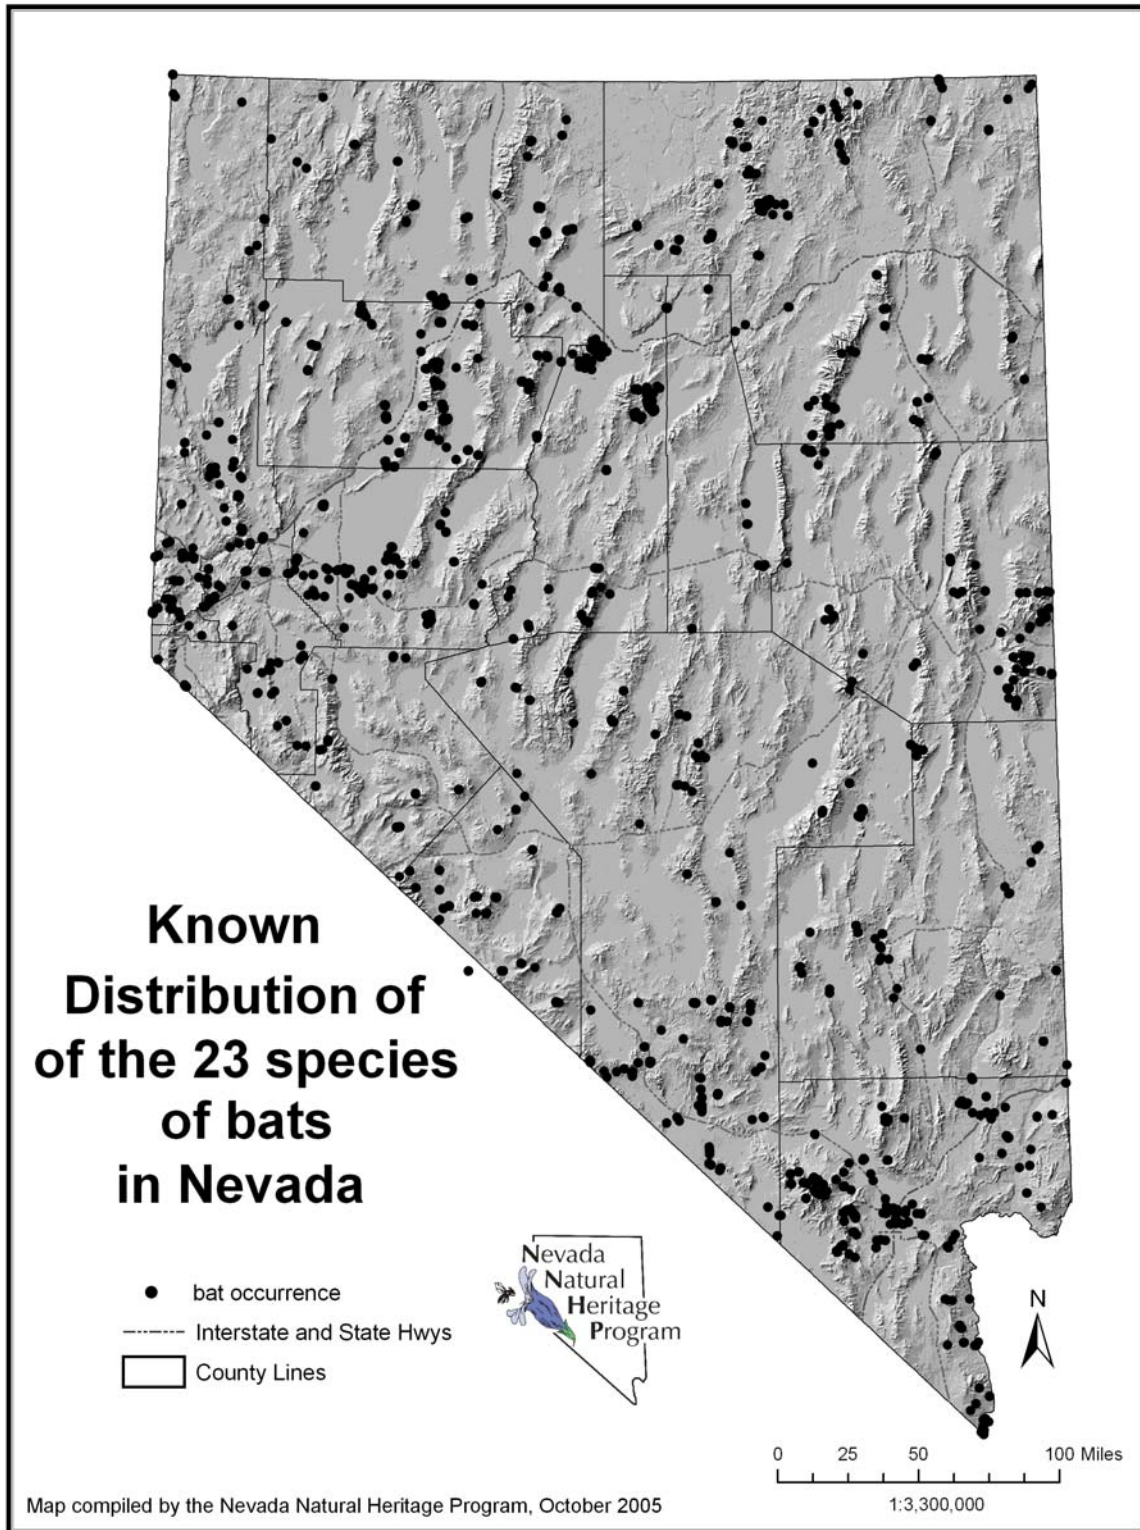 Known
Distribution of
of the 23 species
of bats
in Nevada
bat occurrence
Interstate and State Hwys
County Lines
Nevada
Natural
Heritage
Program
N
0 25 50 100 Miles
1:3,300,000
Map compiled by the Nevada Natural Heritage Program, October 2005